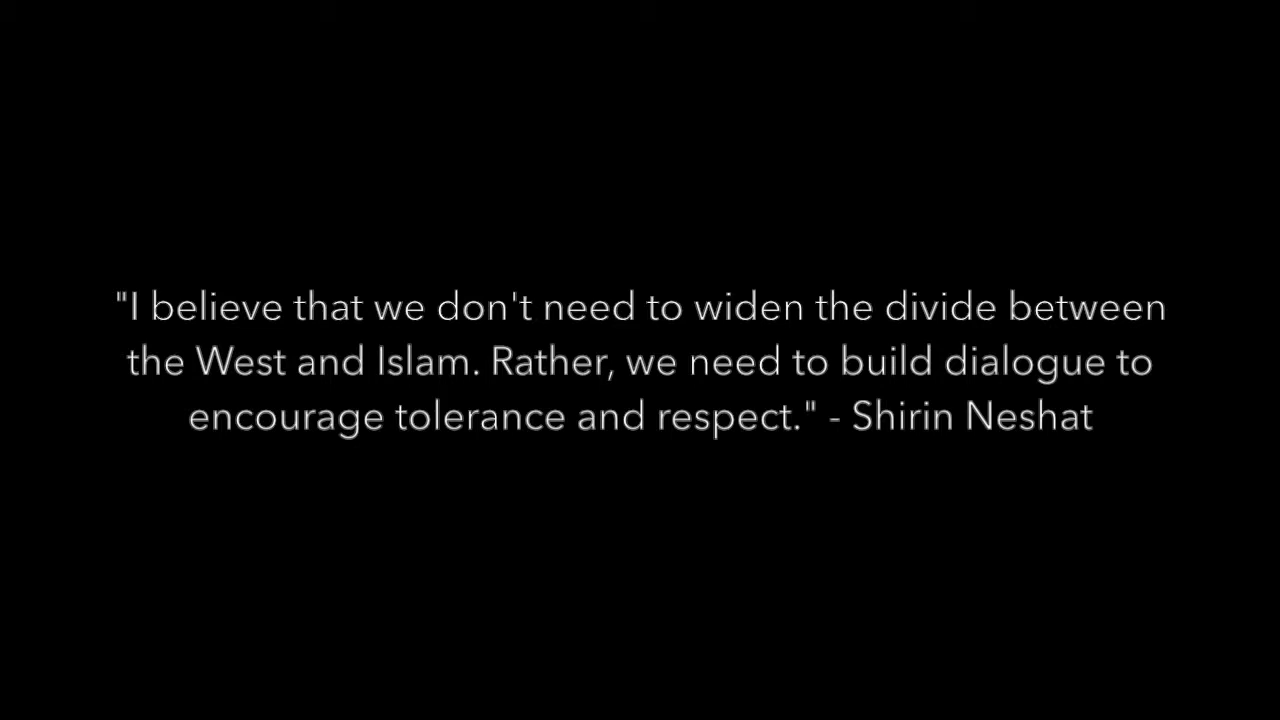 "I believe that we don't need to widen the divide between
the West and Islam. Rather, we need to build dialogue to
encourage tolerance and respect." - Shirin Neshat